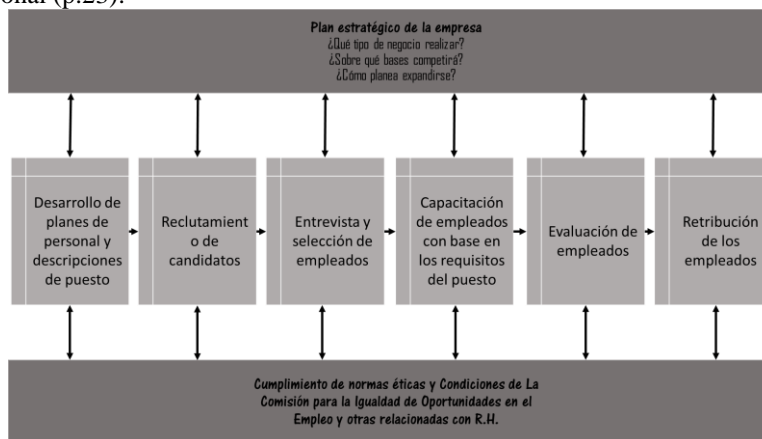 onal (p.23).
Plan estratégico de la empresa
¿Qué tipo de negocio realizar?
¿Sobre qué bases competirá?
¿Cómo planea expandirse?
Desarrollo de
planes de
personal y
descripciones
de puesto
Reclutamient
o de
candidatos
Entrevista y
selección de
empleados
Capacitación
de empleados
con base en
los requisitos
del puesto
Evaluación de
empleados
Retribución
de los
empleados
Cumplimiento de normas éticas y Condiciones de La
Comisión para la Igualdad de Oportunidades en el
Empleo y otras relacionadas con R.H.